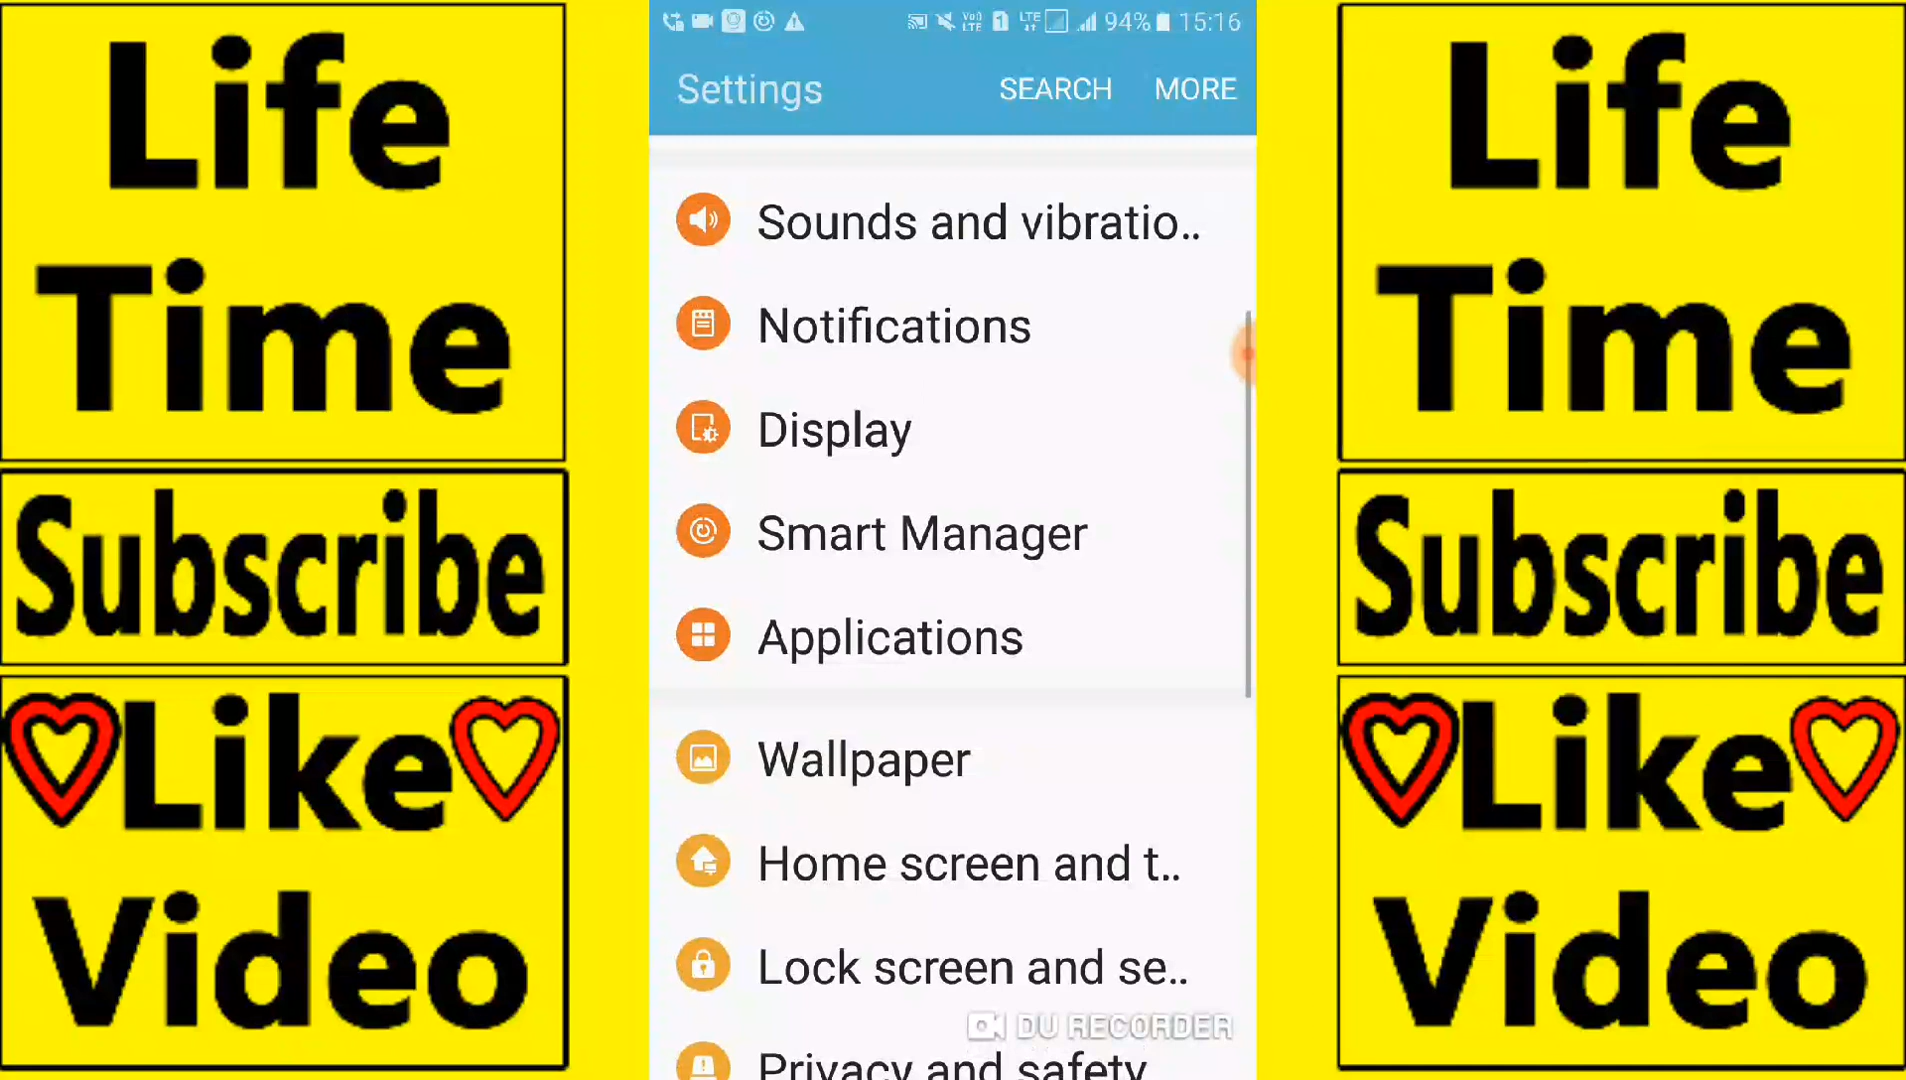 Life
Time
Subscribe
Like
Video
94% 15:16
Settings SEARCH MORE
Sounds and vibratio..
Notifications
Display
Smart Manager
Applications
Wallpaper
Home screen and t..
Lock screen and se..
DU RECORDER
Privacy and safety
Life
Time
Subscribe
Like
Video